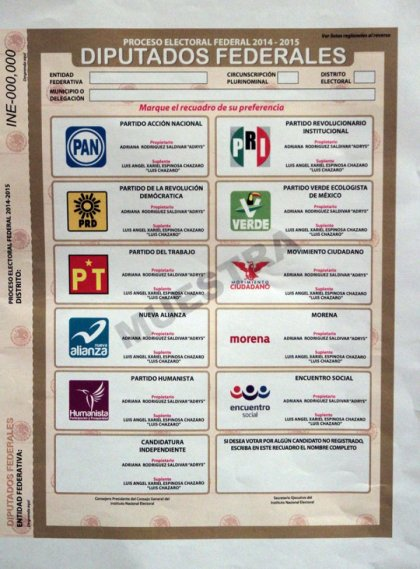 Ver listas regionales al reverso
PROCESO ELECTORAL FEDERAL 2014 - 2015
DIPUTADOS FEDERALES
ENTIDAD
FEDERATIVA
CIRCUNSCRIPCIÓN
PLURINOMINAL
DISTRITO
ELECTORAL
MUNICIPIO O
DELEGACIÓN
Marque el recuadro de su preferencia
PAN
PARTIDO ACCIÓN NACIONAL
Propietario
ADRIANA RODRIGUEZ SALDIVAR "ADRYS"
Suplente
LUIS ANGEL XARIEL ESPINOSA CHAZARO
"LUIS CHAZARO"
PRI
PARTIDO REVOLUCIONARIO
INSTITUCIONAL
Propietario
ADRIANA RODRIGUEZ SALDIVAR "ADRYS"
Suplente
LUIS ANGEL XARIEL ESPINOSA CHAZARO
"LUIS CHAZARO"
PRD
PARTIDO DE LA REVOLUCIÓN
DEMOCRÁTICA
Propietario
ADRIANA RODRIGUEZ SALDIVAR "ADRYS"
Suplente
LUIS ANGEL XARIEL ESPINOSA CHAZARO
"LUIS CHAZARO"
VERDE
PARTIDO VERDE ECOLOGISTA
DE MÉXICO
Propietario
ADRIANA RODRIGUEZ SALDIVAR "ADRYS"
Suplente
LUIS ANGEL XARIEL ESPINOSA CHAZARO
"LUIS CHAZARO"
PT
PARTIDO DEL TRABAJO
Propietario
ADRIANA RODRIGUEZ SALDIVAR "ADRYS"
Suplente
LUIS ANGEL XARIEL ESPINOSA CHAZARO
"LUIS CHAZARO"
MOVIMIENTO
CIUDADANO
MOVIMIENTO CIUDADANO
Propietario
ADRIANA RODRIGUEZ SALDIVAR "ADRYS"
Suplente
LUIS ANGEL XARIEL ESPINOSA CHAZARO
"LUIS CHAZARO"
nueva
alianza
NUEVA ALIANZA
Propietario
ADRIANA RODRIGUEZ SALDIVAR "ADRYS"
Suplente
LUIS ANGEL XARIEL ESPINOSA CHAZARO
"LUIS CHAZARO"
morena
MORENA
Propietario
ADRIANA RODRIGUEZ SALDIVAR "ADRYS"
Suplente
LUIS ANGEL XARIEL ESPINOSA CHAZARO
"LUIS CHAZARO"
Humanista
PARTIDO HUMANISTA
Propietario
ADRIANA RODRIGUEZ SALDIVAR "ADRYS"
Suplente
LUIS ANGEL XARIEL ESPINOSA CHAZARO
"LUIS CHAZARO"
encuentro
social
ENCUENTRO SOCIAL
Propietario
ADRIANA RODRIGUEZ SALDIVAR "ADRYS"
Suplente
LUIS ANGEL XARIEL ESPINOSA CHAZARO
"LUIS CHAZARO"
CANDIDATURA
INDEPENDIENTE
Propietario
ADRIANA RODRIGUEZ SALDIVAR "ADRYS"
Suplente
LUIS ANGEL XARIEL ESPINOSA CHAZARO
"LUIS CHAZARO"
SI DESEA VOTAR POR ALGÚN CANDIDATO NO REGISTRADO,
ESCRIBA EN ESTE RECUADRO EL NOMBRE COMPLETO
Consejero Presidente del Consejo General del
Instituto Nacional Electoral
Secretario Ejecutivo del
Instituto Nacional Electoral
MUESTRA
INE-000,000
Desprenda aquí
PROCESO ELECTORAL FEDERAL 2014-2015
DISTRITO:
DIPUTADOS FEDERALES
ENTIDAD FEDERATIVA:
Desprenda aquí